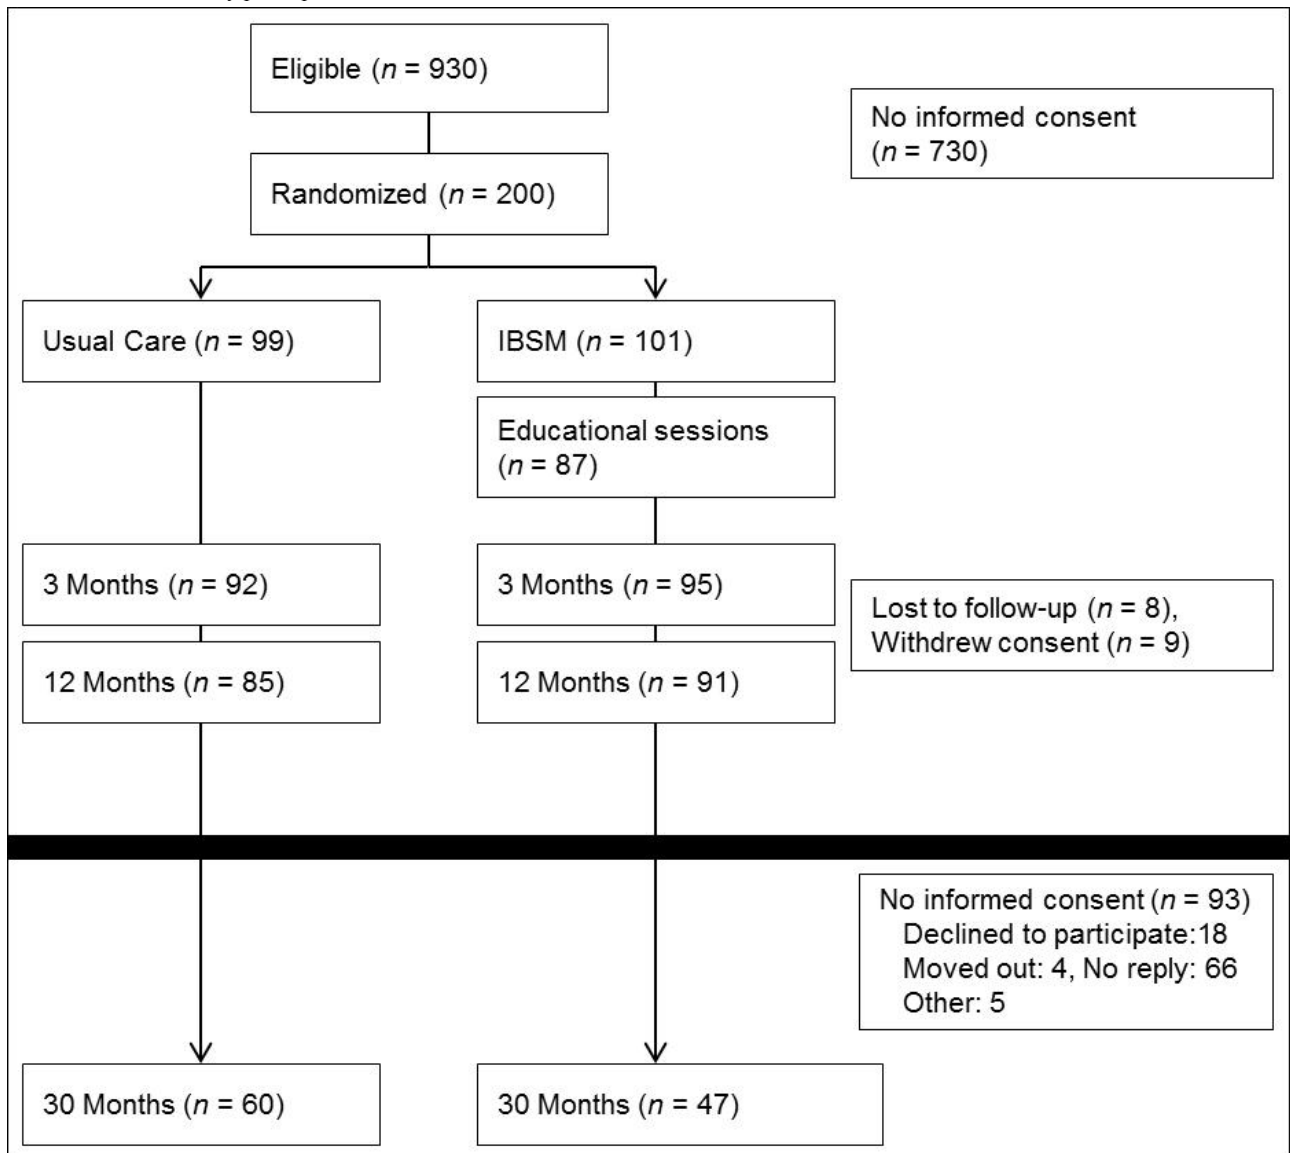 Eligible (n = 930)
No informed consent
(n = 730)
Randomized (n = 200)
Usual Care (n = 99)
IBSM (n = 101)
Educational sessions
(n = 87)
3 Months (n = 92)
3 Months (n = 95)
Lost to follow-up (n = 8),
Withdrew consent (n = 9)
12 Months (n = 85)
12 Months (n = 91)
No informed consent (n = 93)
Declined to participate:18
Moved out: 4, No reply: 66
Other: 5
30 Months (n = 60)
30 Months (n = 47)